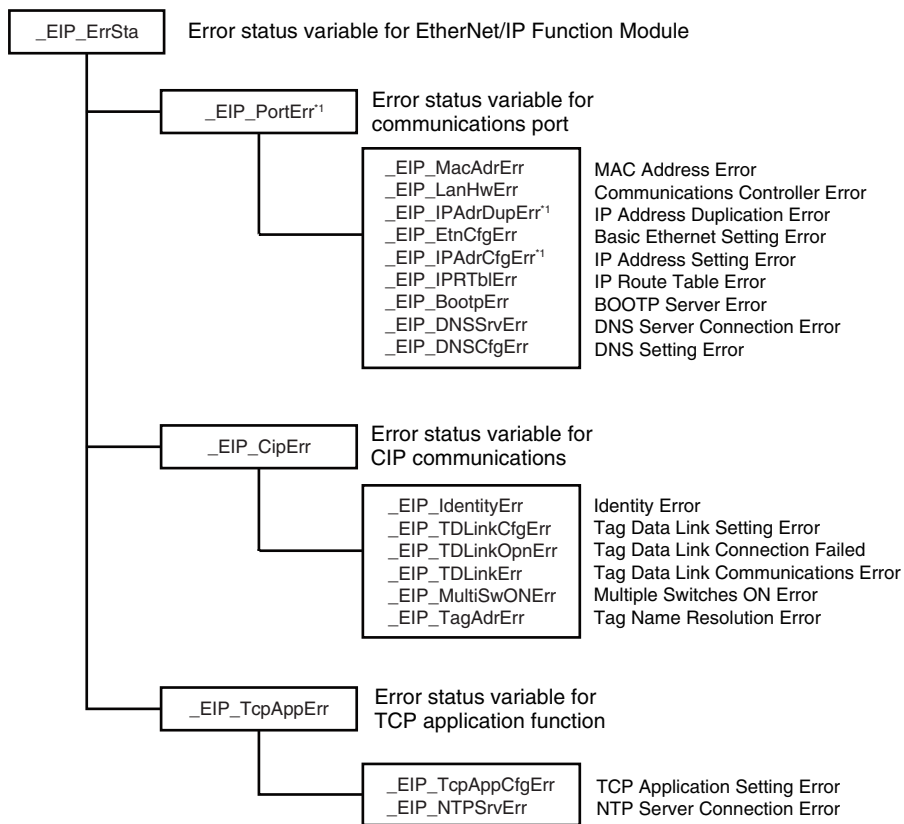 _EIP_ErrSta Error status variable for EtherNet/IP Function Module
_EIP_PortErr*1
Error status variable for
communications port
_EIP_MacAdrErr MAC Address Error
_EIP_LanHwErr Communications Controller Error
_EIP_IPAdrDupErr*1 IP Address Duplication Error
_EIP_EtnCfgErr Basic Ethernet Setting Error
_EIP_IPAdrCfgErr*1 IP Address Setting Error
_EIP_IPRTblErr IP Route Table Error
_EIP_BootpErr BOOTP Server Error
_EIP_DNSSrvErr DNS Server Connection Error
_EIP_DNSCfgErr DNS Setting Error
_EIP_CipErr
Error status variable for
CIP communications
_EIP_IdentityErr Identity Error
_EIP_TDLinkCfgErr Tag Data Link Setting Error
_EIP_TDLinkOpnErr Tag Data Link Connection Failed
_EIP_TDLinkErr Tag Data Link Communications Error
_EIP_MultiSwONErr Multiple Switches ON Error
_EIP_TagAdrErr Tag Name Resolution Error
_EIP_TcpAppErr
Error status variable for
TCP application function
_EIP_TcpAppCfgErr TCP Application Setting Error
_EIP_NTPSrvErr NTP Server Connection Error